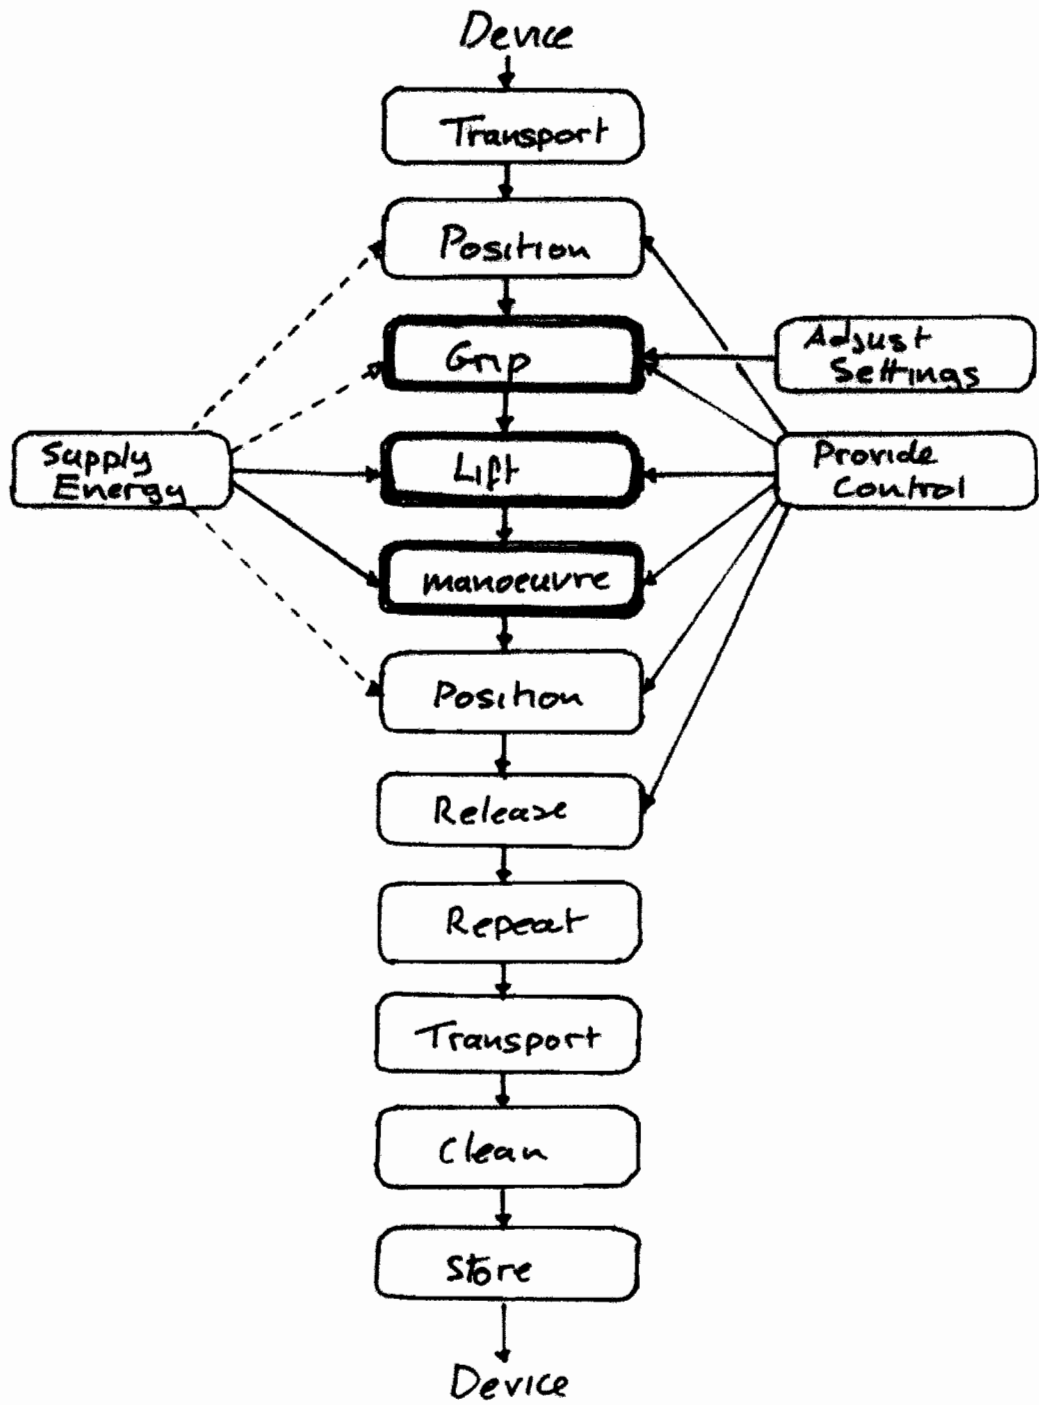 Device
Transport
Position
Grip
Adjust
Settings
Supply
Energy
Lift
Provide
Control
manoeuvre
Position
Release
Repeat
Transport
Clean
Store
Device